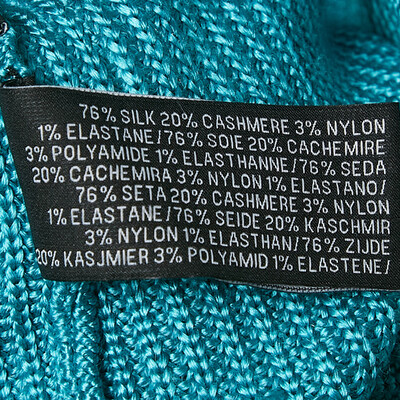 76% SILK 20% CASHMERE 3% NYLON
1% ELASTANE/76% SOIE 20% CACHEMIRE
3% POLYAMIDE 1% ELASTHANNE/76% SEDA
20% CACHEMIRA 3% NYLON 1% ELASTANO/
76% SETA 20% CASHMERE 3% NYLON
1% ELASTANE/76% SEIDE 20% KASCHMIR
3% NYLON 1% ELASTHAN/76% ZIJDE
20% KASJMIER 3% POLYAMID 1% ELASTENE/